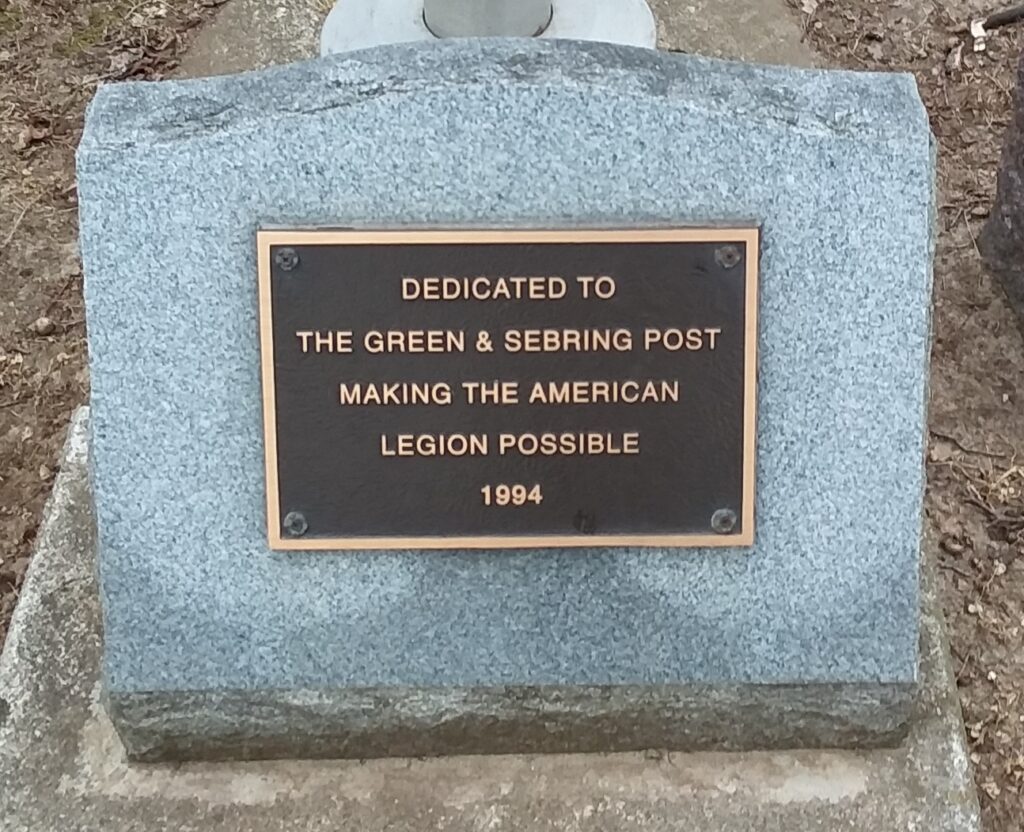 DEDICATED TO
THE GREEN & SEBRING POST
MAKING THE AMERICAN
LEGION POSSIBLE
1994